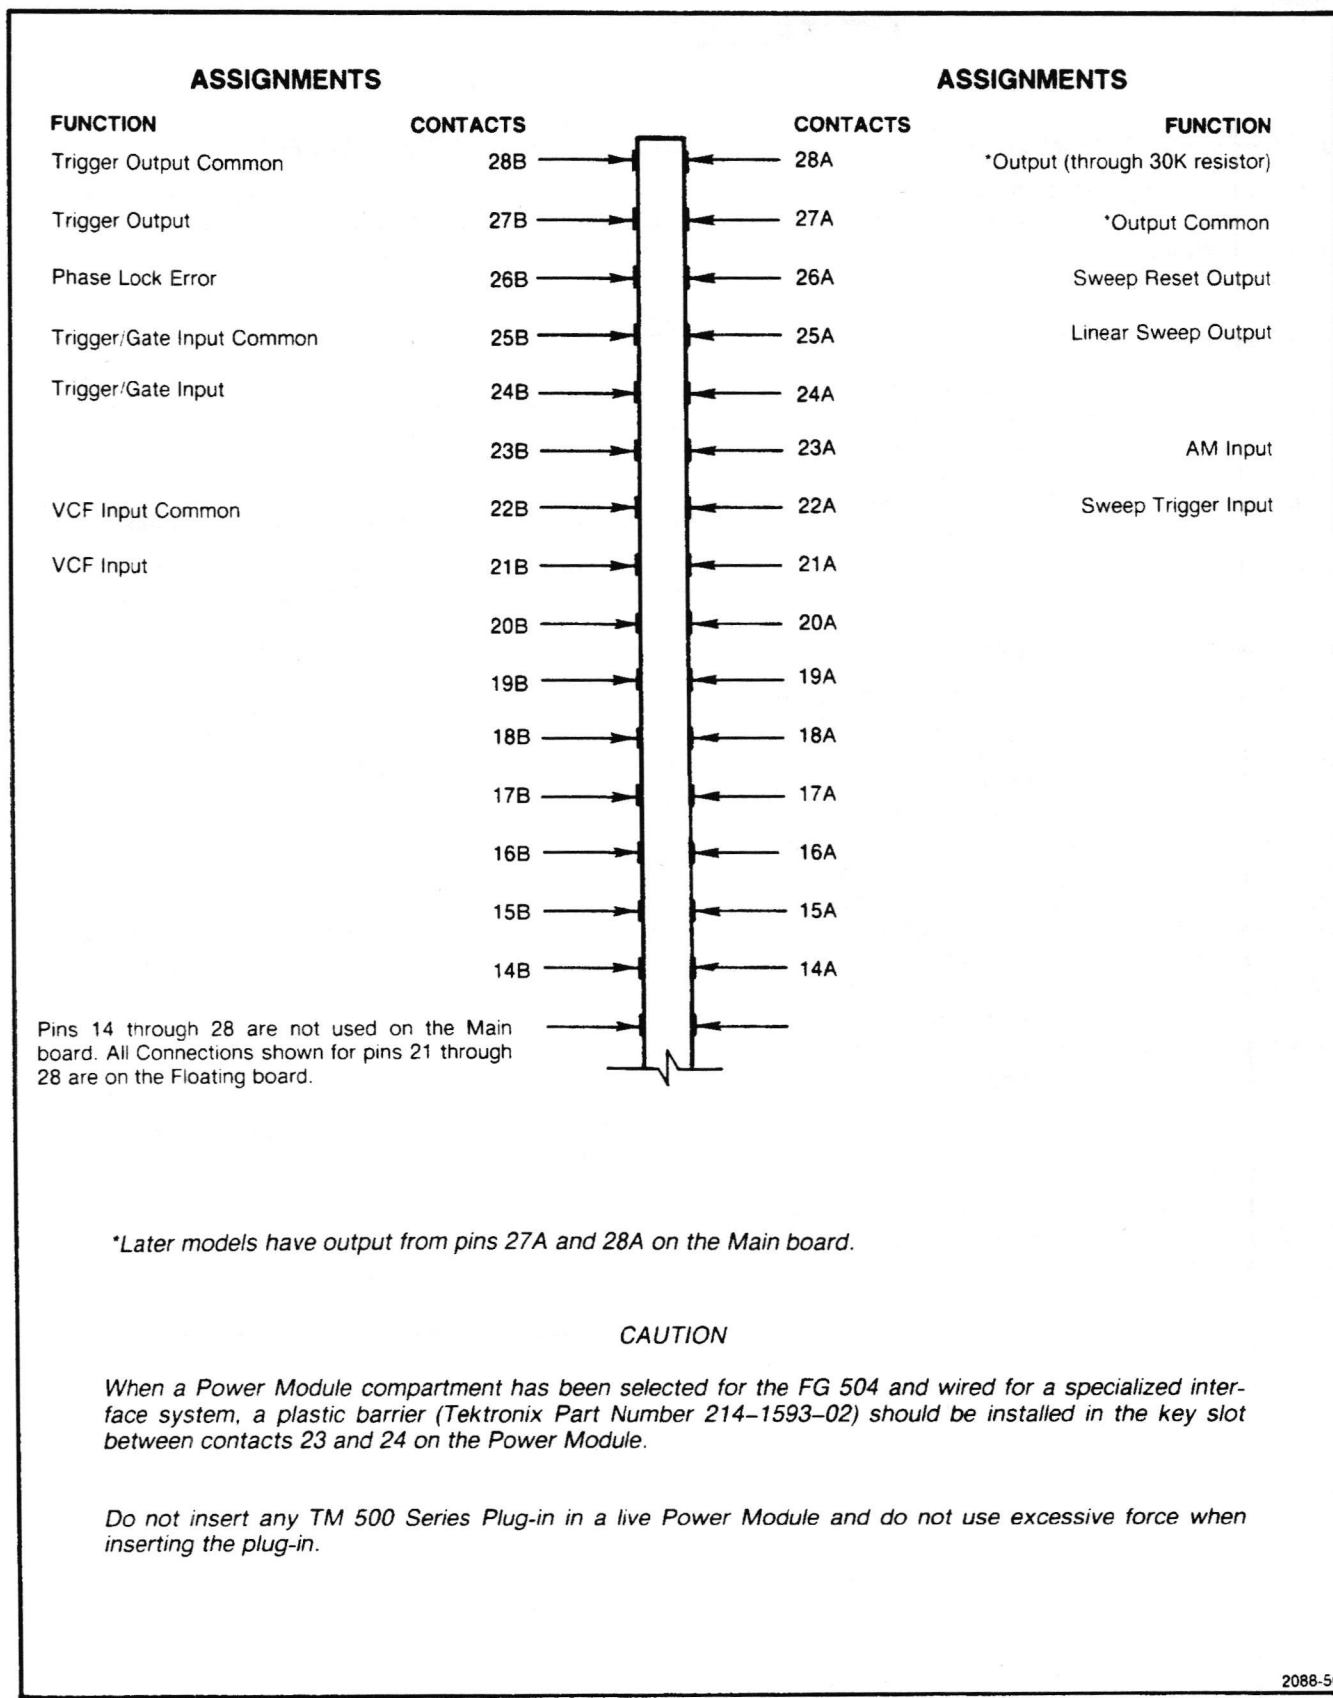 ASSIGNMENTS ASSIGNMENTS
FUNCTION CONTACTS CONTACTS FUNCTION
Trigger Output Common 28B 28A *Output (through 30K resistor)
Trigger Output 27B 27A *Output Common
Phase Lock Error 26B 26A Sweep Reset Output
Trigger/Gate Input Common 25B 25A Linear Sweep Output
Trigger/Gate Input 24B 24A
23B 23A AM Input
VCF Input Common 22B 22A Sweep Trigger Input
VCF Input 21B 21A
20B 20A
19B 19A
18B 18A
17B 17A
16B 16A
15B 15A
14B 14A
Pins 14 through 28 are not used on the Main
board. All Connections shown for pins 21 through
28 are on the Floating board.
*Later models have output from pins 27A and 28A on the Main board.
CAUTION
When a Power Module compartment has been selected for the FG 504 and wired for a specialized inter-
face system, a plastic barrier (Tektronix Part Number 214–1593–02) should be installed in the key slot
between contacts 23 and 24 on the Power Module.
Do not insert any TM 500 Series Plug-in in a live Power Module and do not use excessive force when
inserting the plug-in.